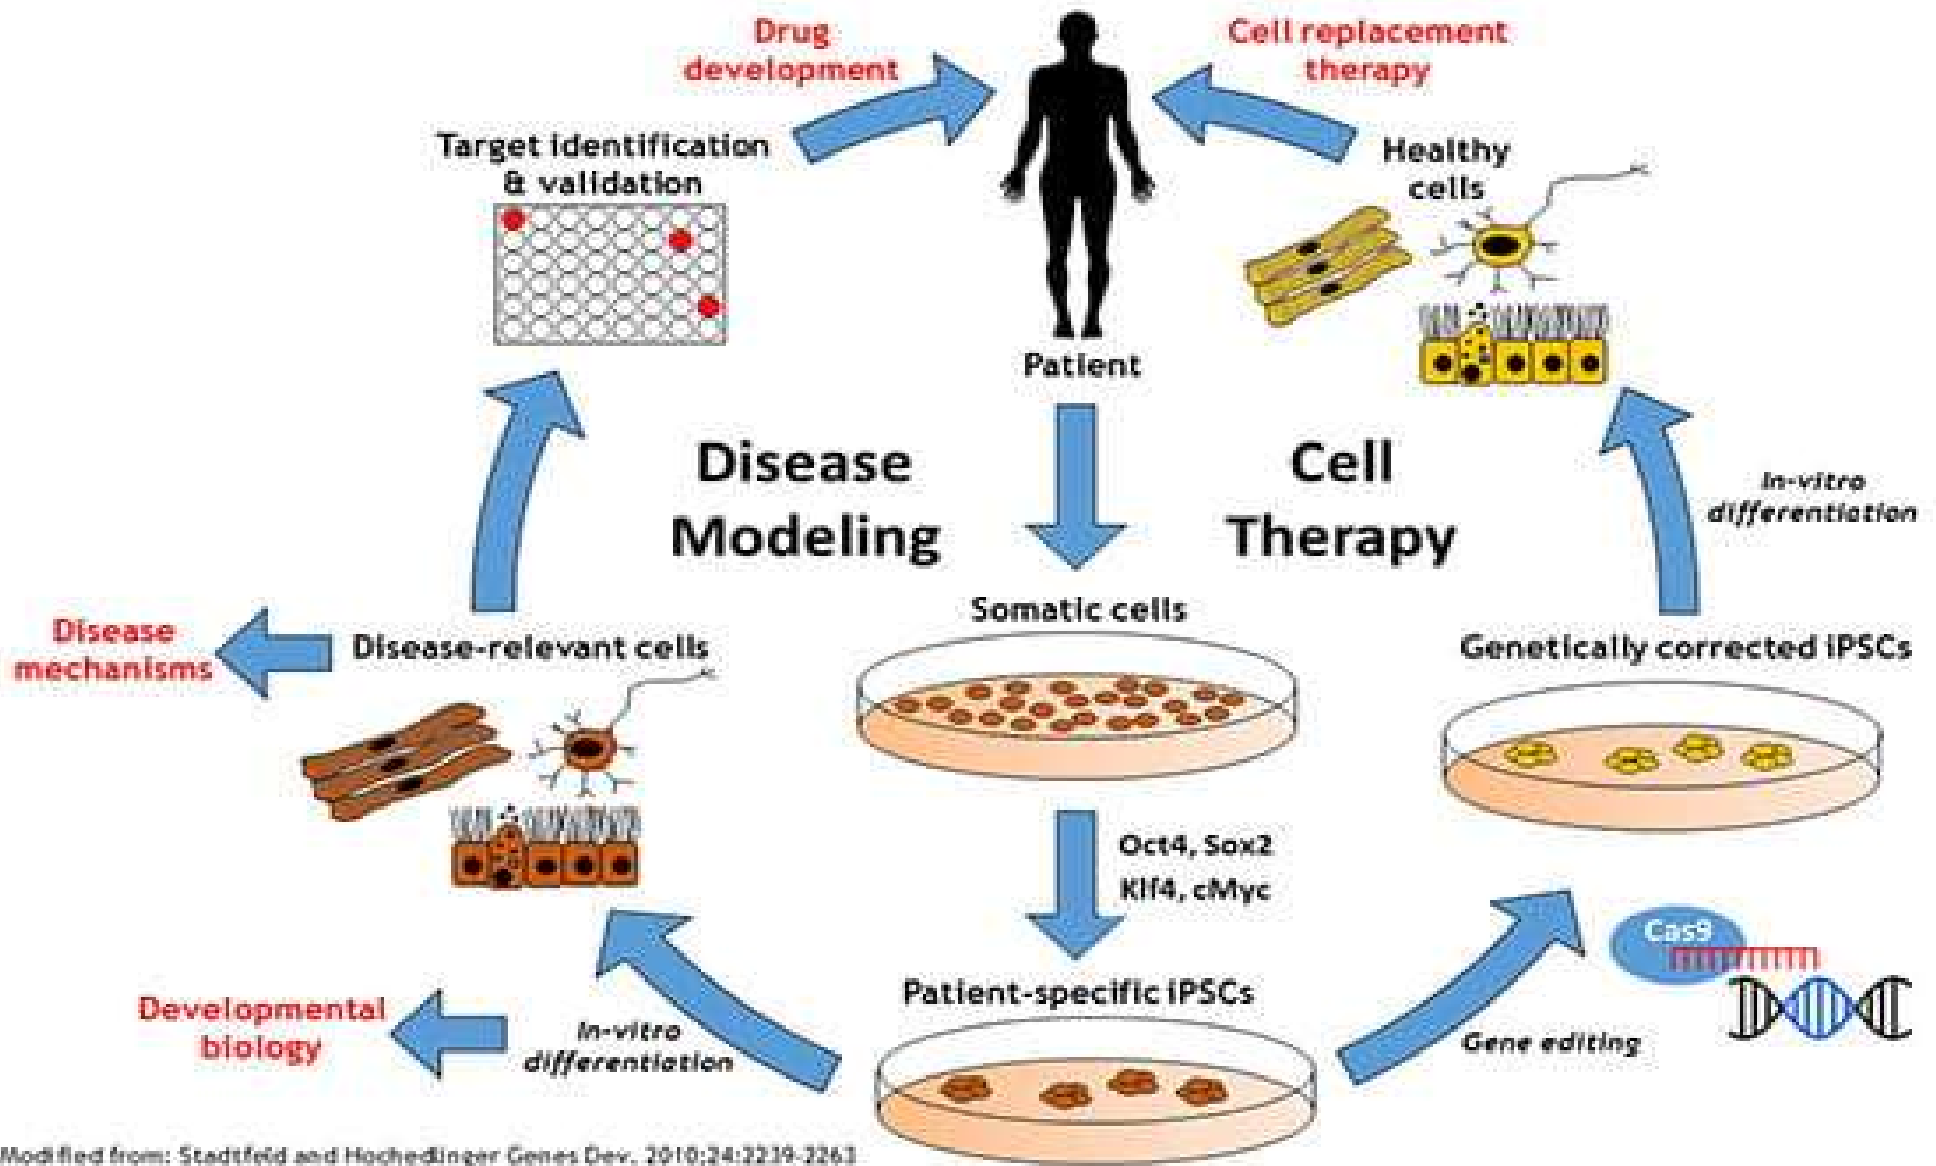 Drug
development
Cell replacement
therapy
Target identification
& validation
Healthy
cells
Patient
Disease
Modeling
Cell
Therapy
In-vitro
differentiation
Somatic cells
Disease
mechanisms
Disease-relevant cells
Genetically corrected iPSCs
Oct4, Sox2
Klf4, cMyc
Cas9
Patient-specific iPSCs
Developmental
biology
In-vitro
differentiation
Gene editing
Modified from: Stadtfeld and Hochedlinger Genes Dev. 2010;24:2239-2263